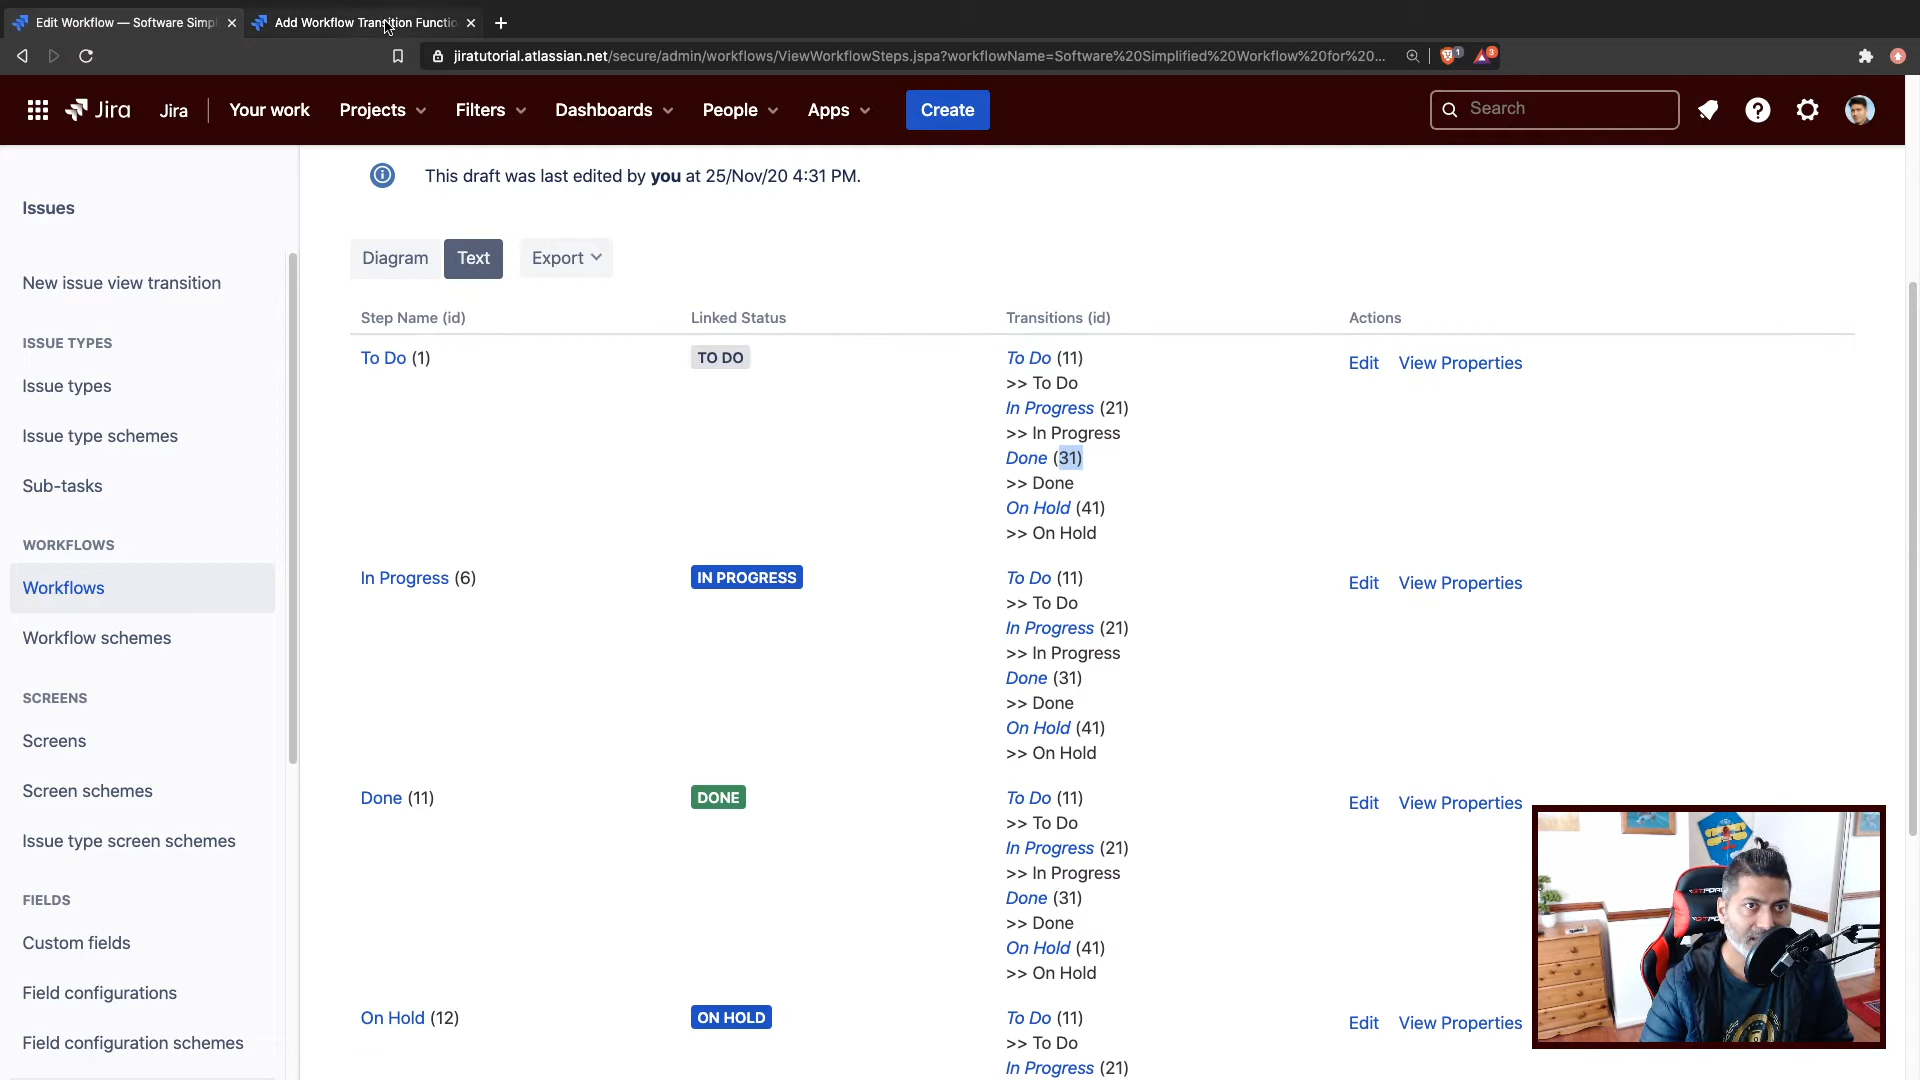 Edit Workflow — Software Simpl
Add Workflow Transition Functio
jiratutorial.atlassian.net/secure/admin/workflows/ViewWorkflowSteps.jspa?workflowName=Software%20Simplified%20Workflow%20for%20...
1
3
Jira
Jira
Your work
Projects
Filters
Dashboards
People
Apps
Create
Search
This draft was last edited by you at 25/Nov/20 4:31 PM.
Issues
New issue view transition
ISSUE TYPES
Issue types
Issue type schemes
Sub-tasks
WORKFLOWS
Workflows
Workflow schemes
SCREENS
Screens
Screen schemes
Issue type screen schemes
FIELDS
Custom fields
Field configurations
Field configuration schemes
Diagram
Text
Export
Step Name (id)
Linked Status
Transitions (id)
Actions
To Do (1)
TO DO
To Do (11)
>> To Do
In Progress (21)
>> In Progress
Done (31)
>> Done
On Hold (41)
>> On Hold
Edit
View Properties
In Progress (6)
IN PROGRESS
To Do (11)
>> To Do
In Progress (21)
>> In Progress
Done (31)
>> Done
On Hold (41)
>> On Hold
Edit
View Properties
Done (11)
DONE
To Do (11)
>> To Do
In Progress (21)
>> In Progress
Done (31)
>> Done
On Hold (41)
>> On Hold
Edit
View Properties
On Hold (12)
ON HOLD
To Do (11)
>> To Do
In Progress (21)
Edit
View Properties